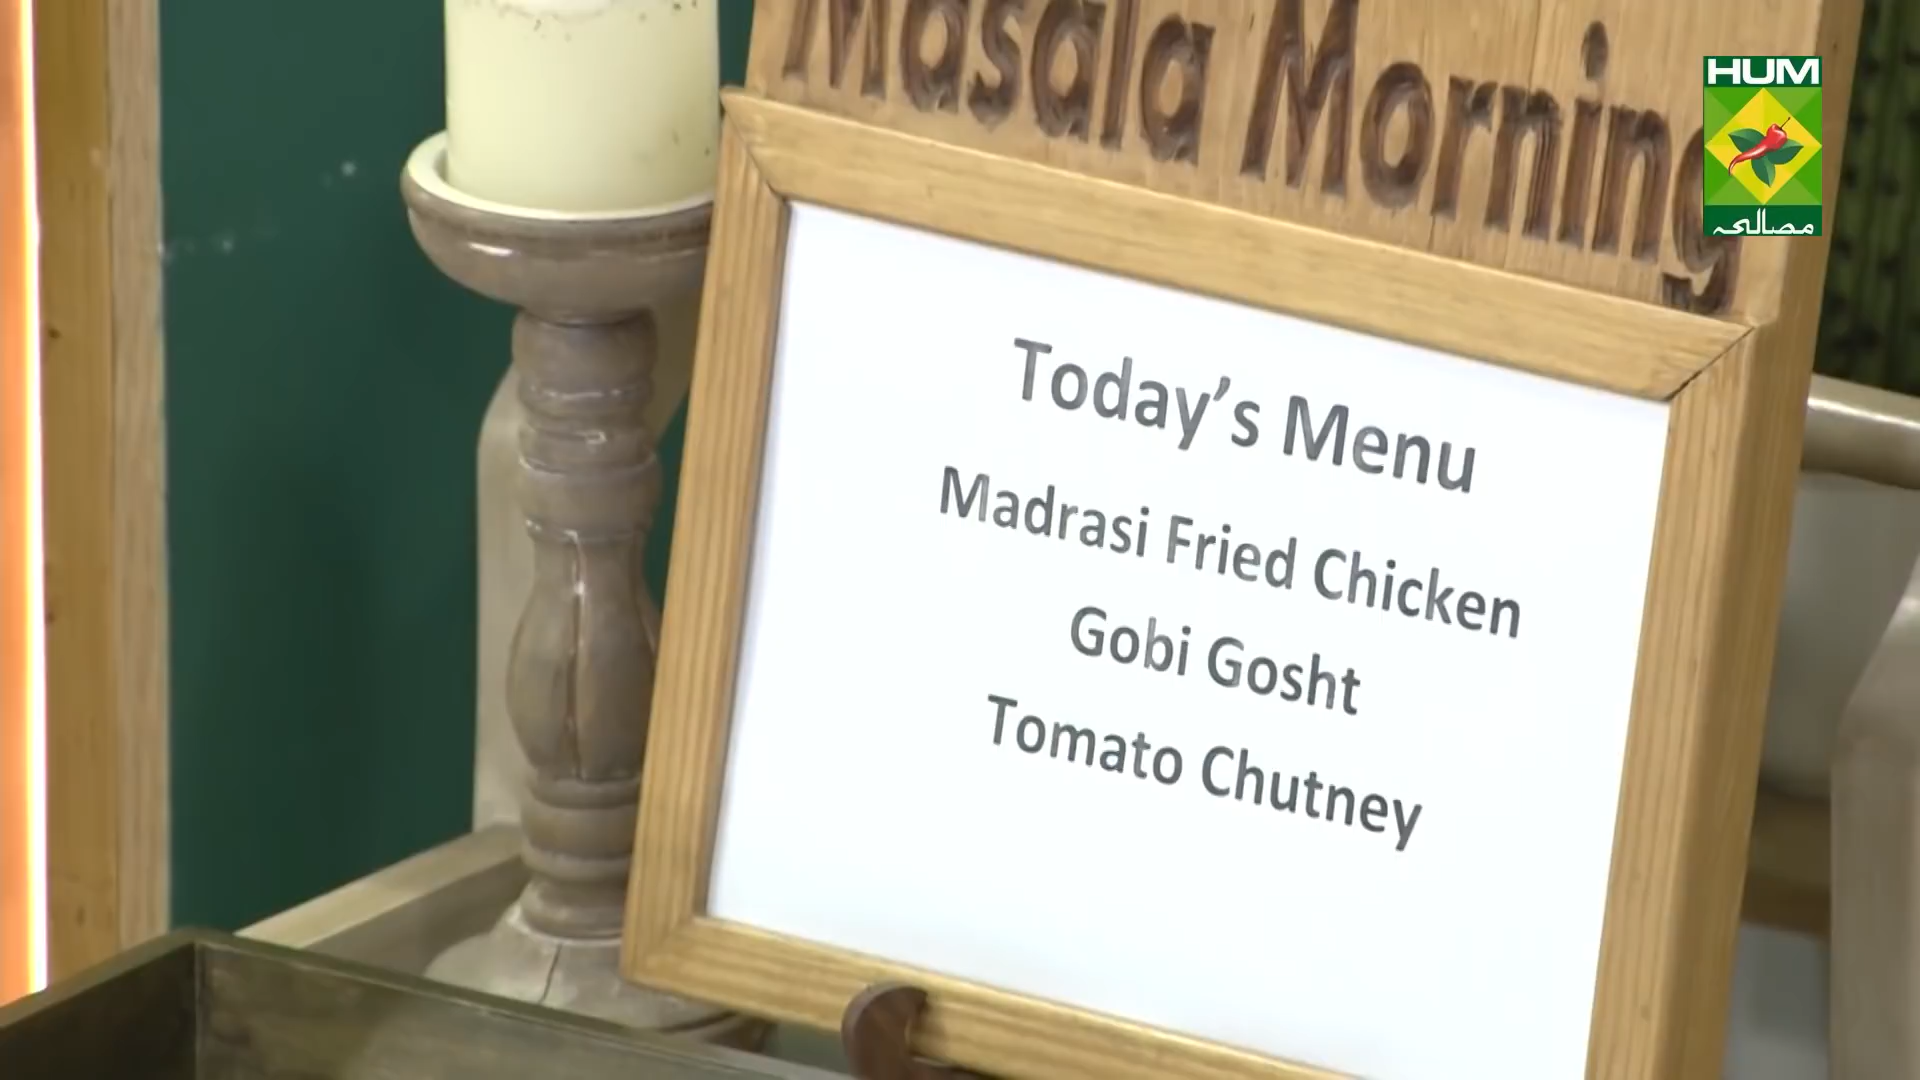 Masala Morning
HUM
مصالحہ
Today's Menu
Madrasi Fried Chicken
Gobi Gosht
Tomato Chutney